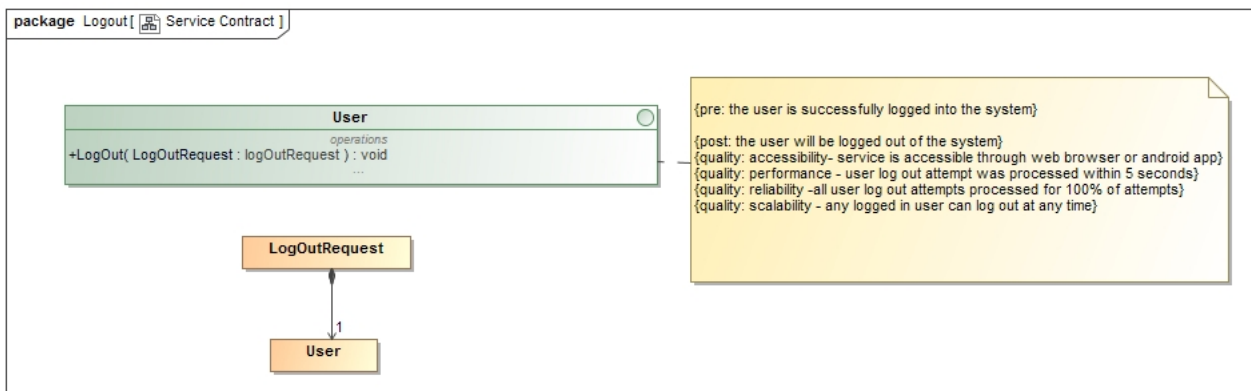 package Logout[ Service Contract ]
User
operations
+LogOut( LogOutRequest : logOutRequest ) : void
...
{pre: the user is successfully logged into the system}
{post: the user will be logged out of the system}
{quality: accessibility- service is accessible through web browser or android app}
{quality: performance - user log out attempt was processed within 5 seconds}
{quality: reliability -all user log out attempts processed for 100% of attempts}
{quality: scalability - any logged in user can log out at any time}
LogOutRequest
1
User